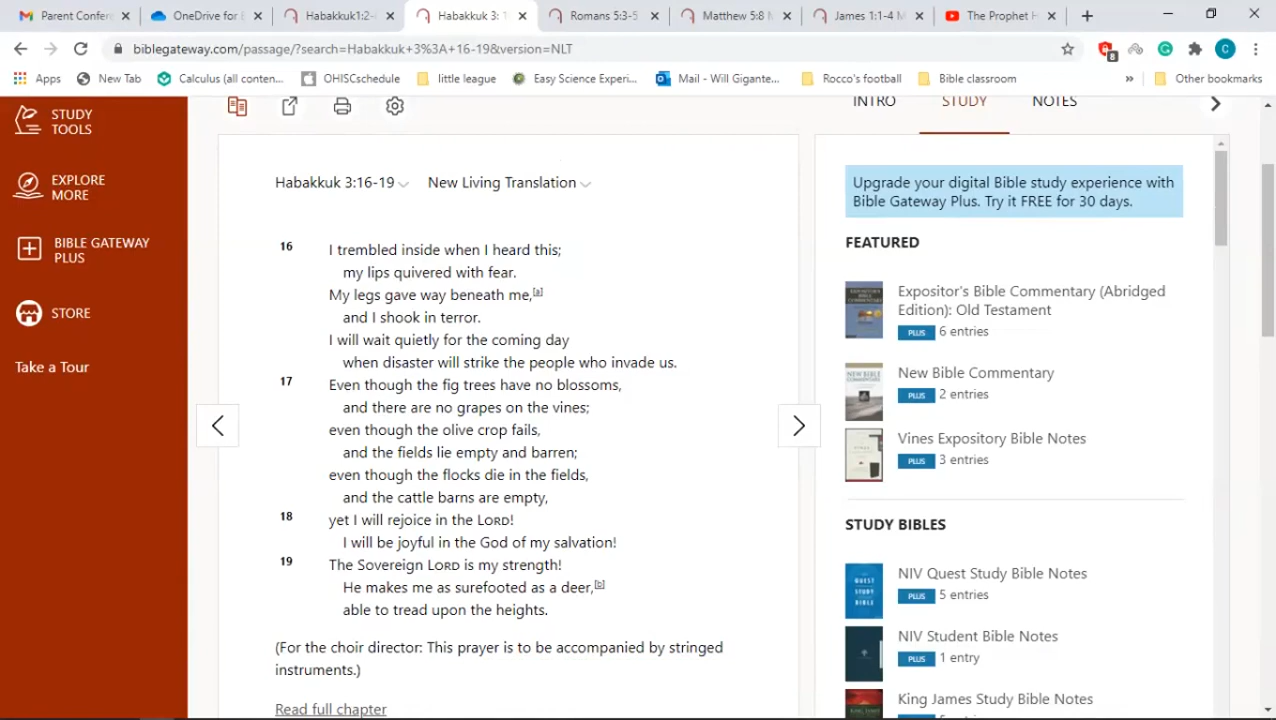 Parent Confer
OneDrive for E
Habakkuk1:2-
Habakkuk 3: 1
Romans 5:3-5
Matthew 5:8 M
James 1:1-4 M
The Prophet H
biblegateway.com/passage/?search=Habakkuk+3%3A+16-19&version=NLT
8
C
Apps
New Tab
Calculus (all conten...
OHISCschedule
little league
Easy Science Experi...
Mail - Will Gigante...
Rocco's football
Bible classroom
»
Other bookmarks
STUDY
TOOLS
EXPLORE
MORE
BIBLE GATEWAY
PLUS
STORE
Take a Tour
Habakkuk 3:16-19
New Living Translation
16 I trembled inside when I heard this;
my lips quivered with fear.
My legs gave way beneath me,[a]
and I shook in terror.
I will wait quietly for the coming day
when disaster will strike the people who invade us.
17 Even though the fig trees have no blossoms,
and there are no grapes on the vines;
even though the olive crop fails,
and the fields lie empty and barren;
even though the flocks die in the fields,
and the cattle barns are empty,
18 yet I will rejoice in the LORD!
I will be joyful in the God of my salvation!
19 The Sovereign LORD is my strength!
He makes me as surefooted as a deer,[b]
able to tread upon the heights.
(For the choir director: This prayer is to be accompanied by stringed
instruments.)
Read full chapter
INTRO
STUDY
NOTES
Upgrade your digital Bible study experience with
Bible Gateway Plus. Try it FREE for 30 days.
FEATURED
Expositor's Bible Commentary (Abridged
Edition): Old Testament
PLUS 6 entries
New Bible Commentary
PLUS 2 entries
Vines Expository Bible Notes
PLUS 3 entries
STUDY BIBLES
NIV Quest Study Bible Notes
PLUS 5 entries
NIV Student Bible Notes
PLUS 1 entry
King James Study Bible Notes